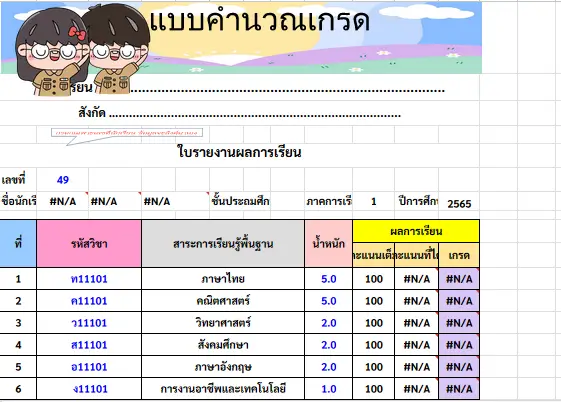 แบบคำนวณเกรด
เรียน ................................................................
สังกัด ................................................................
ใบรายงานผลการเรียน
เลขที่ 49
ชื่อนักเรี #N/A #N/A #N/A ชั้นประถมศึก ภาคการเรี 1 ปีการศึก 2565
ที่ รหัสวิชา สาระการเรียนรู้พื้นฐาน น้ำหนัก ผลการเรียน
ะแนนเต็ ะแนนที่ไ เกรด
1 ท11101 ภาษาไทย 5.0 100 #N/A #N/A
2 ค11101 คณิตศาสตร์ 5.0 100 #N/A #N/A
3 ว11101 วิทยาศาสตร์ 2.0 100 #N/A #N/A
4 ส11101 สังคมศึกษา 2.0 100 #N/A #N/A
5 อ11101 ภาษาอังกฤษ 2.0 100 #N/A #N/A
6 ง11101 การงานอาชีพและเทคโนโลยี 1.0 100 #N/A #N/A